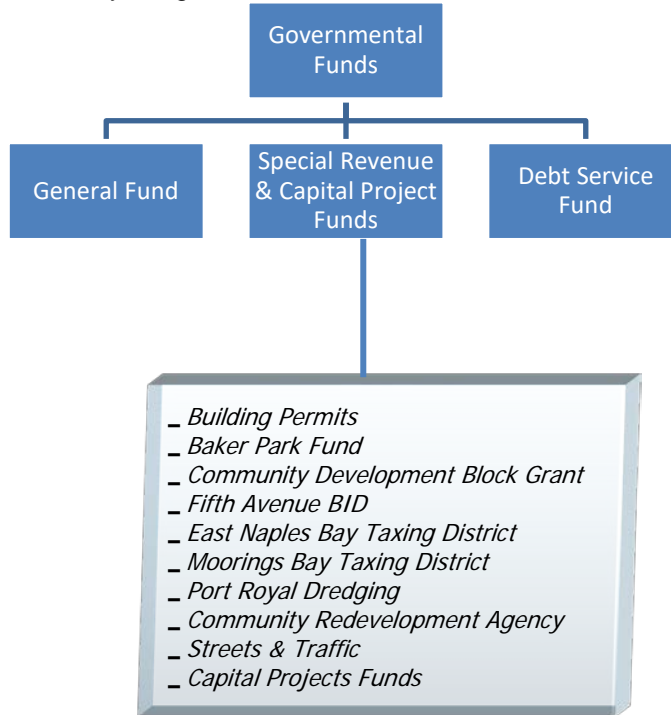 Governmental
Funds
General Fund
Special Revenue
& Capital Project
Funds
Debt Service
Fund
_ Building Permits
_ Baker Park Fund
_ Community Development Block Grant
_ Fifth Avenue BID
_ East Naples Bay Taxing District
_ Moorings Bay Taxing District
_ Port Royal Dredging
_ Community Redevelopment Agency
_ Streets & Traffic
_ Capital Projects Funds